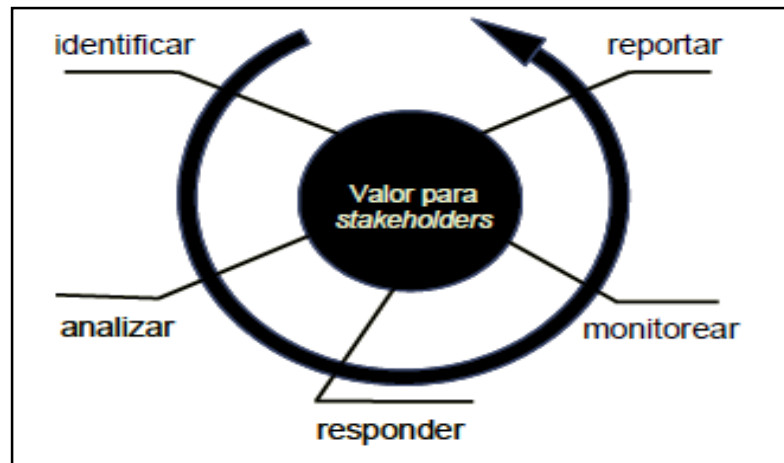 identificar
reportar
Valor para
stakeholders
analizar
monitorear
responder